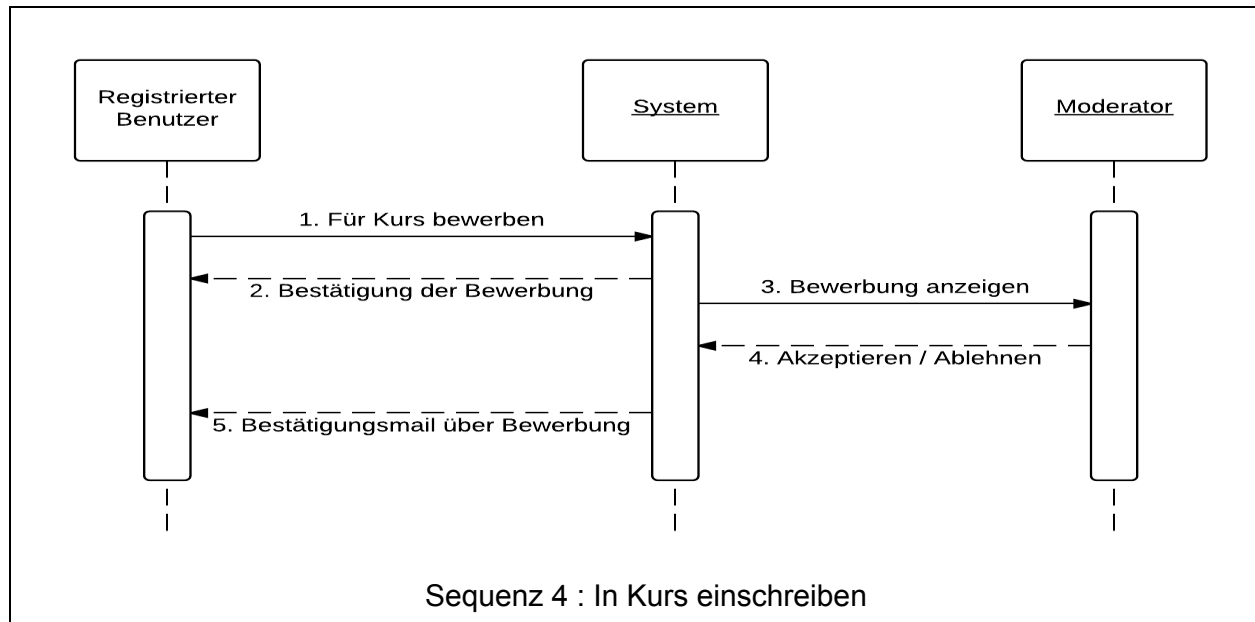 Registrierter
Benutzer
System
Moderator
1. Für Kurs bewerben
2. Bestätigung der Bewerbung
3. Bewerbung anzeigen
4. Akzeptieren / Ablehnen
5. Bestätigungsmail über Bewerbung
Sequenz 4 : In Kurs einschreiben